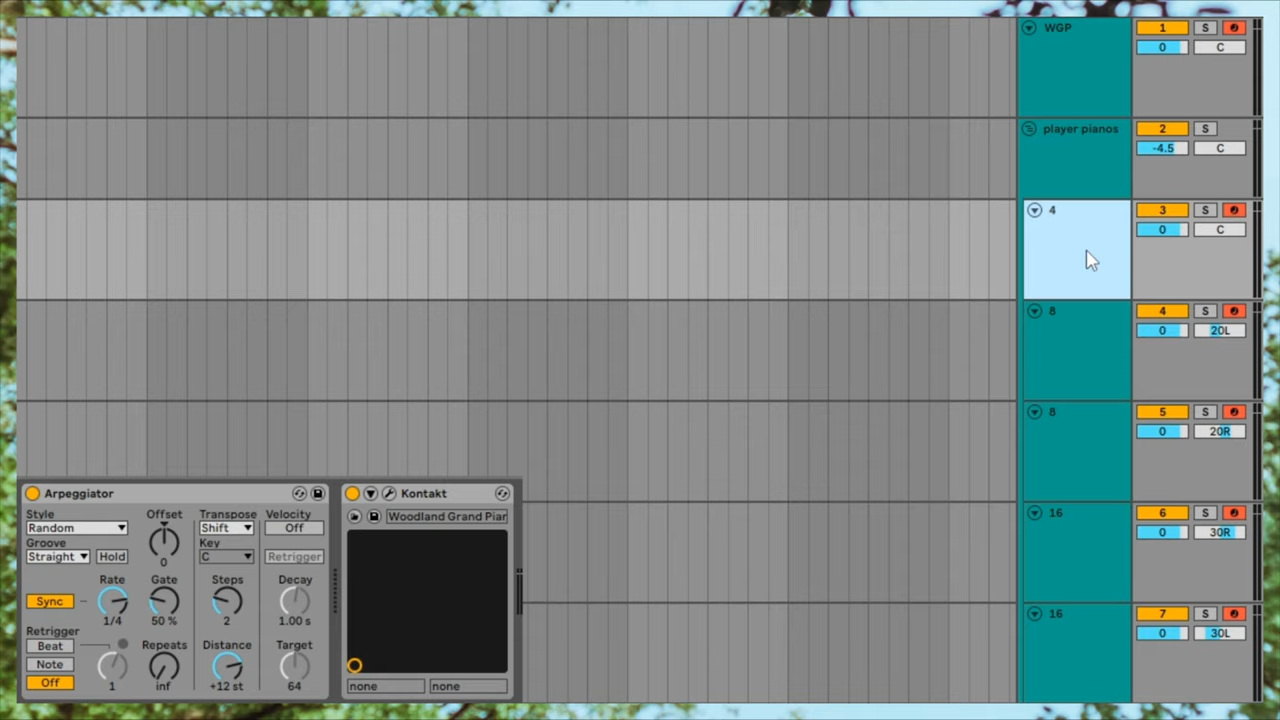 WGP 1 S
0 C
player pianos 2 S
-4.5 C
4 3 S
0 C
8 4 S
0 20L
8 5 S
0 20R
16 6 S
0 30R
16 7 S
0 30L
Arpeggiator
Style Offset Transpose Velocity
Random Shift Off
Groove Key
Straight Hold 0 C Retrigger
Rate Gate Steps Decay
Sync
1/4 50 % 2 1.00 s
Retrigger
Beat Repeats Distance Target
Note
Off 1 inf +12 st 64
Kontakt
Woodland Grand Pian
none none